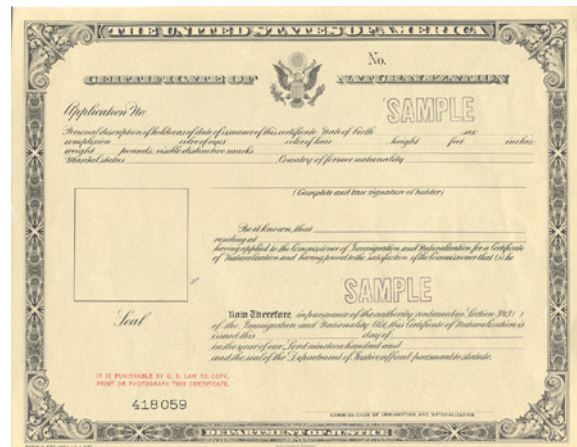 THE UNITED STATES OF AMERICA
No.
CERTIFICATE OF NATURALIZATION
Application No.
SAMPLE
Personal description of holder as of date of issuance of this certificate: Date of birth sex
complexion color of eyes color of hair height feet inches;
weight pounds; visible distinctive marks
Marital status Country of former nationality
(Complete and true signature of holder)
Be it known, that
residing at
having applied to the Commissioner of Immigration and Naturalization for a Certificate
of Naturalization and having proved to the satisfaction of the Commissioner that (s)he
SAMPLE
Seal
Now Therefore, in pursuance of the authority contained in Section 343( )
of the Immigration and Nationality Act, this Certificate of Naturalization is
issued this day of
in the year of our Lord nineteen hundred and
and the seal of the Department of Justice affixed pursuant to statute.
IT IS PUNISHABLE BY U. S. LAW TO COPY,
PRINT OR PHOTOGRAPH THIS CERTIFICATE.
418059
COMMISSIONER OF IMMIGRATION AND NATURALIZATION
DEPARTMENT OF JUSTICE